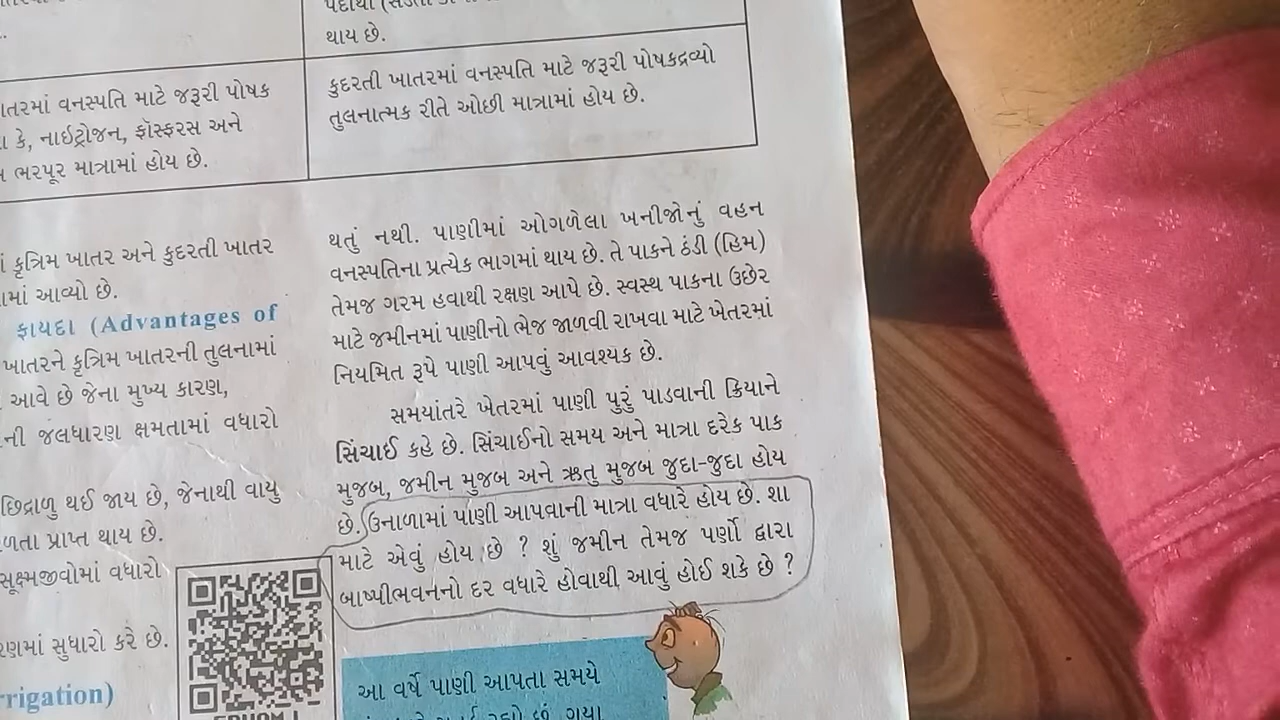 થાય છે.
વનસ્પતિ માટે જરૂરી પોષક
કે, નાઈટ્રોજન, ફૉસ્ફરસ અને
ભરપૂર માત્રામાં હોય છે.
કુદરતી ખાતરમાં વનસ્પતિ માટે જરૂરી પોષકદ્રવ્યો
તુલનાત્મક રીતે ઓછી માત્રામાં હોય છે.
કૃત્રિમ ખાતર અને કુદરતી ખાતર
આવ્યો છે.
ફાયદા (Advantages of
ખાતરને કૃત્રિમ ખાતરની તુલનામાં
આવે છે જેના મુખ્ય કારણ,
જલધારણ ક્ષમતામાં વધારો
છિદ્રાળુ થઈ જાય છે, જેનાથી વાયુ
પ્રાપ્ત થાય છે.
સૂક્ષ્મજીવોમાં વધારો
સુધારો કરે છે.
થતું નથી. પાણીમાં ઓગળેલા ખનીજોનું વહન
વનસ્પતિના પ્રત્યેક ભાગમાં થાય છે. તે પાકને ઠંડી (હિમ)
તેમજ ગરમ હવાથી રક્ષણ આપે છે. સ્વસ્થ પાકના ઉછેર
માટે જમીનમાં પાણીનો ભેજ જાળવી રાખવા માટે ખેતરમાં
નિયમિત રૂપે પાણી આપવું આવશ્યક છે.
સમયાંતરે ખેતરમાં પાણી પુરું પાડવાની ક્રિયાને
સિંચાઈ કહે છે. સિંચાઈનો સમય અને માત્રા દરેક પાક
મુજબ, જમીન મુજબ અને ઋતુ મુજબ જુદા-જુદા હોય
છે. ઉનાળામાં પાણી આપવાની માત્રા વધારે હોય છે. શા
માટે એવું હોય છે ? શું જમીન તેમજ પર્ણો દ્વારા
બાષ્પીભવનનો દર વધારે હોવાથી આવું હોઈ શકે છે ?
આ વર્ષે પાણી આપતા સમયે